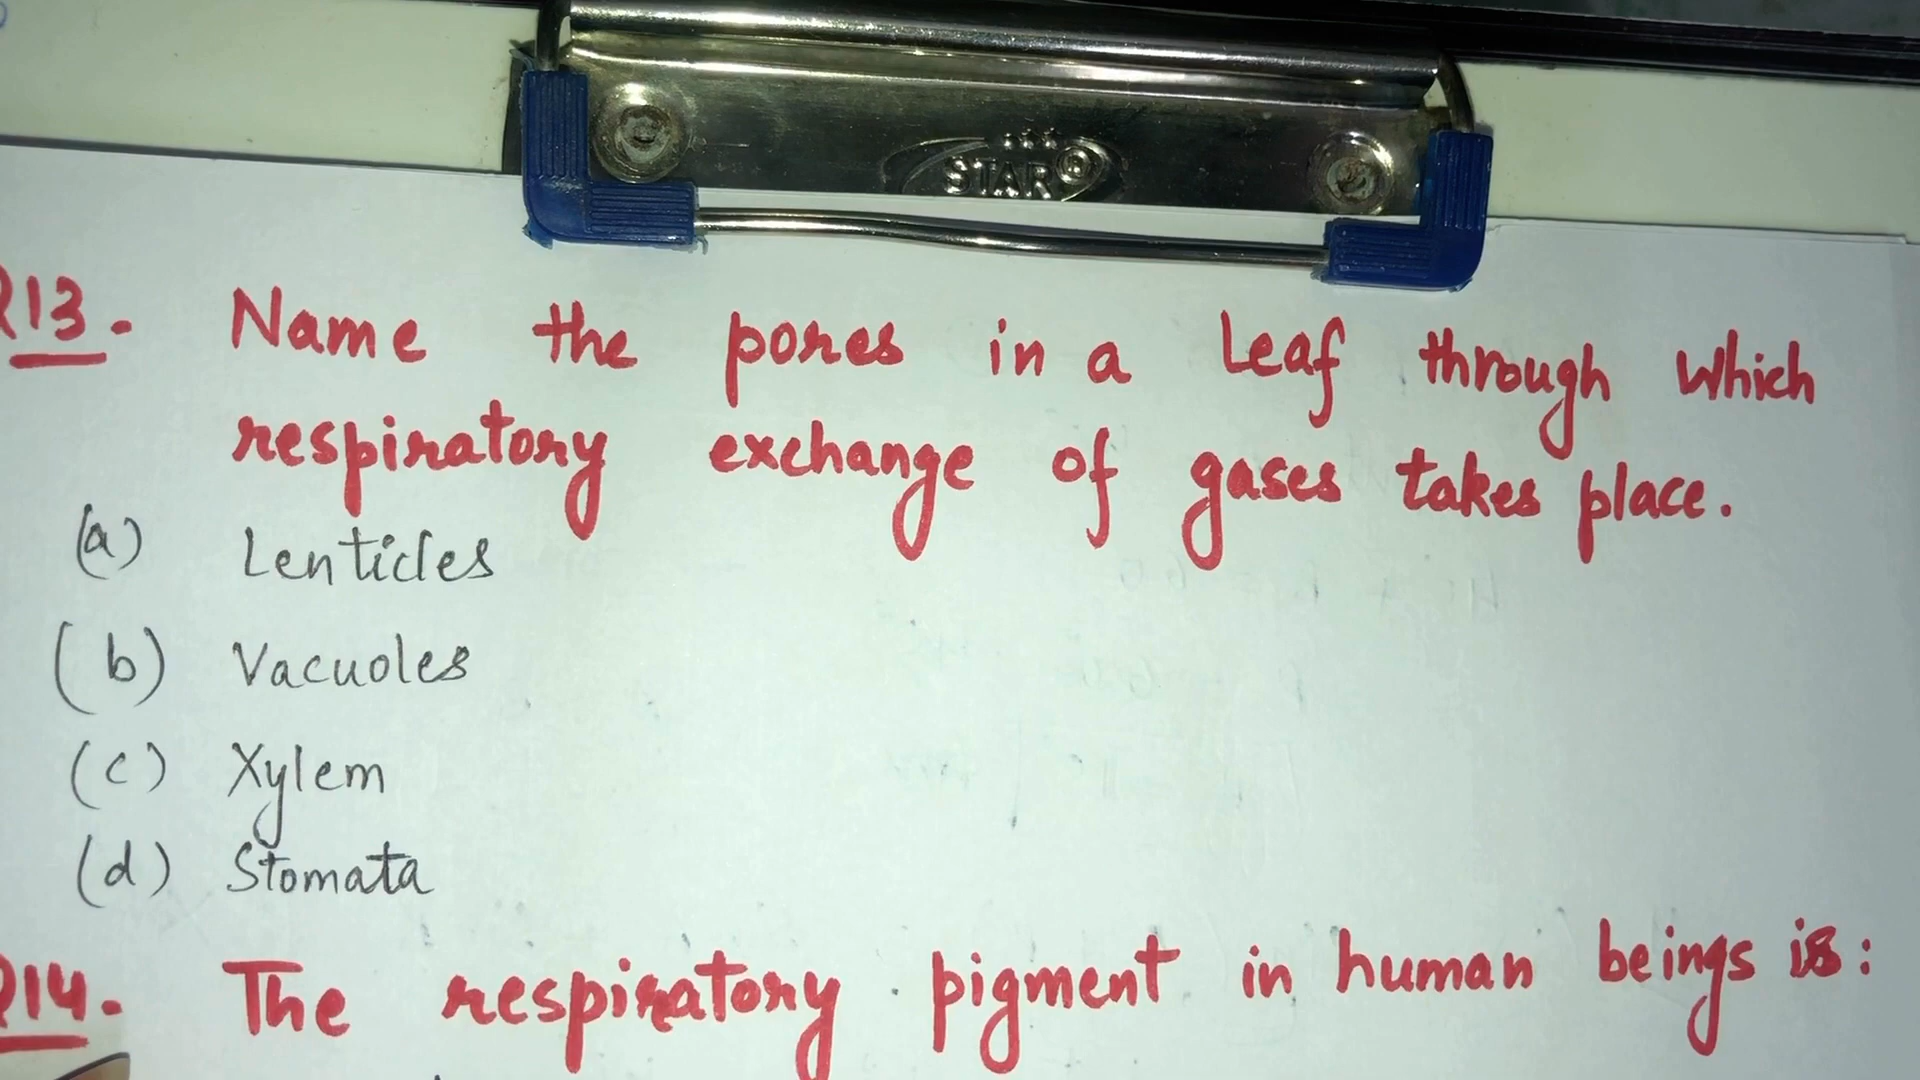 STAR
Q13. Name the pores in a leaf through which
respiratory exchange of gases takes place.
(a) Lenticles
(b) Vacuoles
(c) Xylem
(d) Stomata
Q14. The respiratory pigment in human beings is: